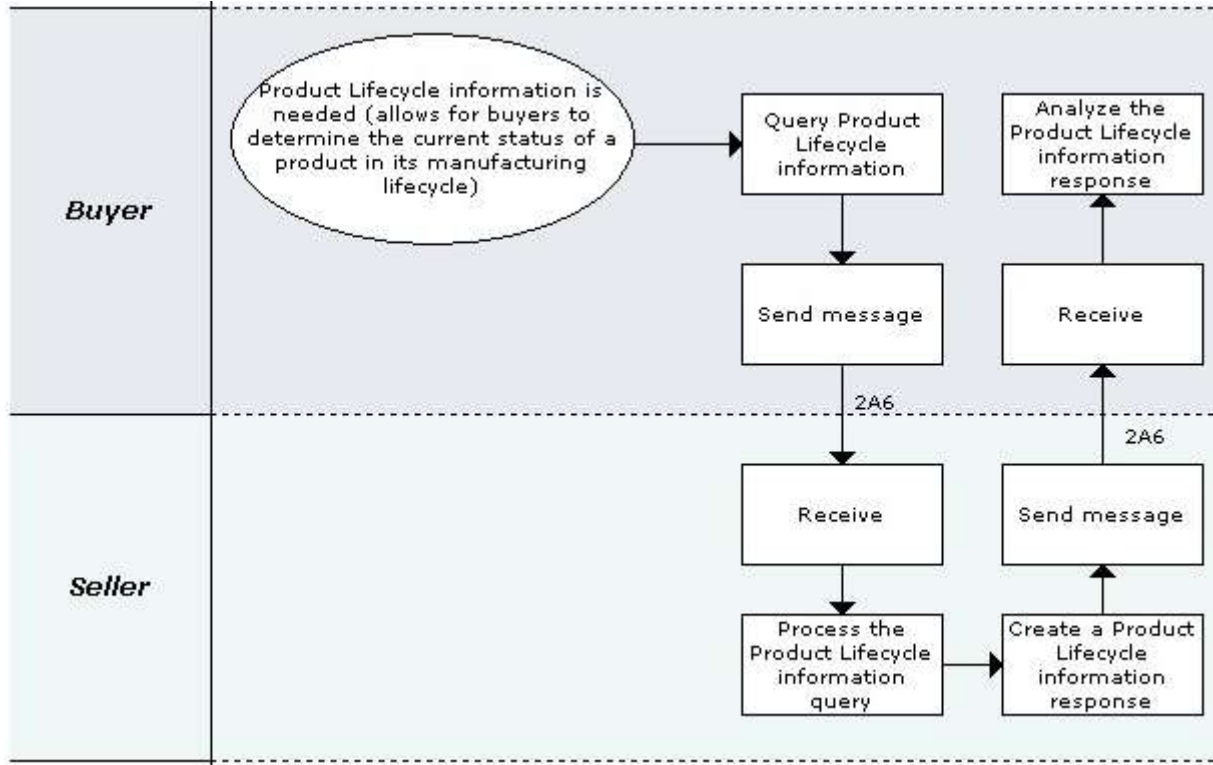 Buyer
Product Lifecycle information is
needed (allows for buyers to
determine the current status of a
product in its manufacturing
lifecycle)
Query Product
Lifecycle
information
Analyze the
Product Lifecycle
information
response
Send message
Receive
2A6
2A6
Seller
Receive
Send message
Process the
Product Lifecycle
information
query
Create a Product
Lifecycle
information
response